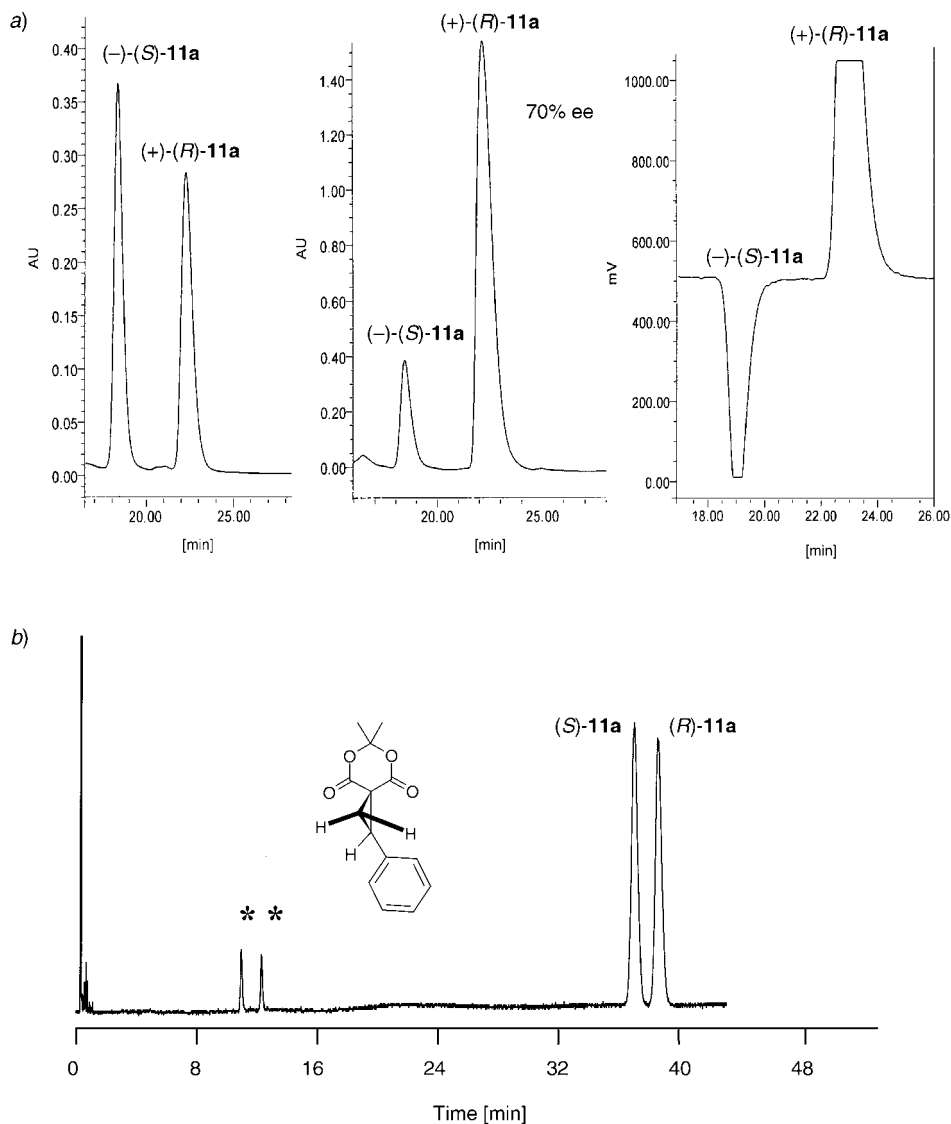 a)
(–)-(S)-11a
(+)-(R)-11a
0.40
0.35
0.30
0.25
0.20
0.15
0.10
0.05
0.00
AU
20.00 25.00
[min]
(+)-(R)-11a
70% ee
(–)-(S)-11a
1.40
1.20
1.00
0.80
0.60
0.40
0.20
0.00
AU
20.00 25.00
[min]
(+)-(R)-11a
(–)-(S)-11a
1000.00
800.00
600.00
400.00
200.00
0.00
mV
18.00 20.00 22.00 24.00 26.00
[min]
b)
(S)-11a (R)-11a
O O
O O
H H
H
* *
0 8 16 24 32 40 48
Time [min]